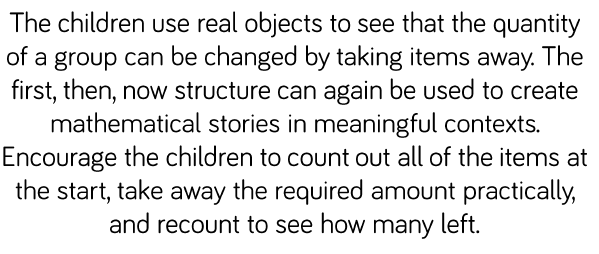 The children use real objects to see that the quantity
of a group can be changed by taking items away. The
first, then, now structure can again be used to create
mathematical stories in meaningful contexts.
Encourage the children to count out all of the items at
the start, take away the required amount practically,
and recount to see how many left.